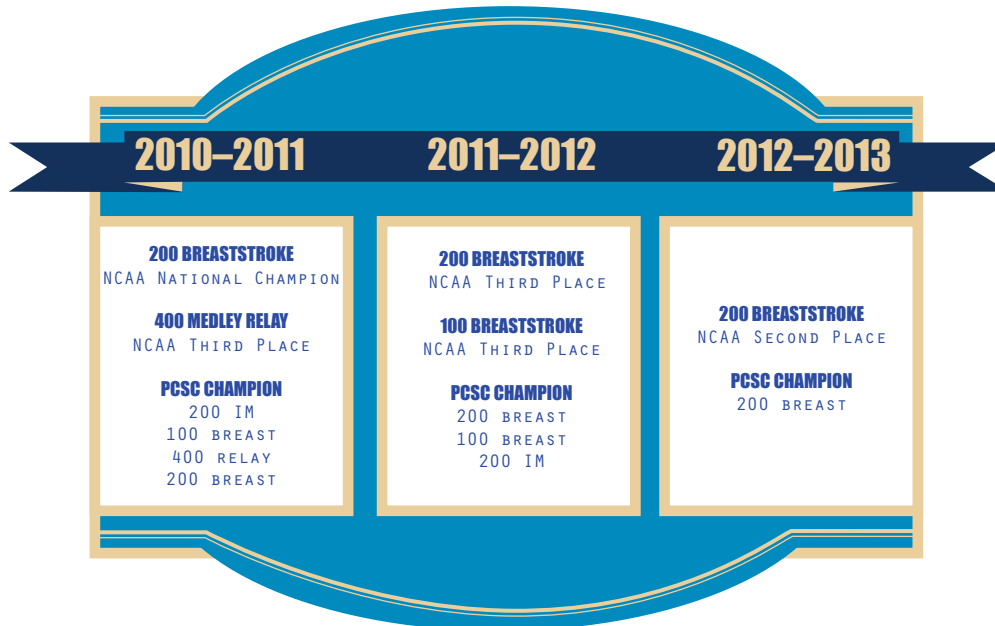 2010–2011
2011–2012
2012–2013
200 BREASTSTROKE
NCAA NATIONAL CHAMPION
400 MEDLEY RELAY
NCAA THIRD PLACE
PCSC CHAMPION
200 IM
100 BREAST
400 RELAY
200 BREAST
200 BREASTSTROKE
NCAA THIRD PLACE
100 BREASTSTROKE
NCAA THIRD PLACE
PCSC CHAMPION
200 BREAST
100 BREAST
200 IM
200 BREASTSTROKE
NCAA SECOND PLACE
PCSC CHAMPION
200 BREAST